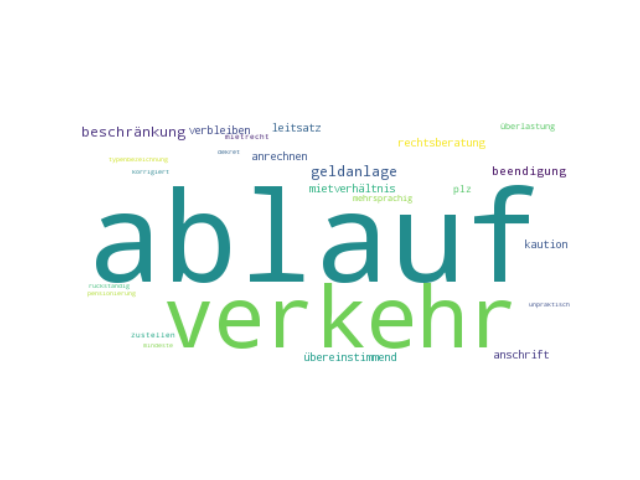 überlastung
beschränkung verbleiben leitsatz
mietrecht
rechtsberatung
dekret
anrechnen
typenbezeichnung
korrigiert
geldanlage
beendigung
mietverhältnis
plz
mehrsprachig
ablauf
kaution
rückständig
pensionierung
verkehr
unpraktisch
zustellen
mindeste
übereinstimmend
anschrift